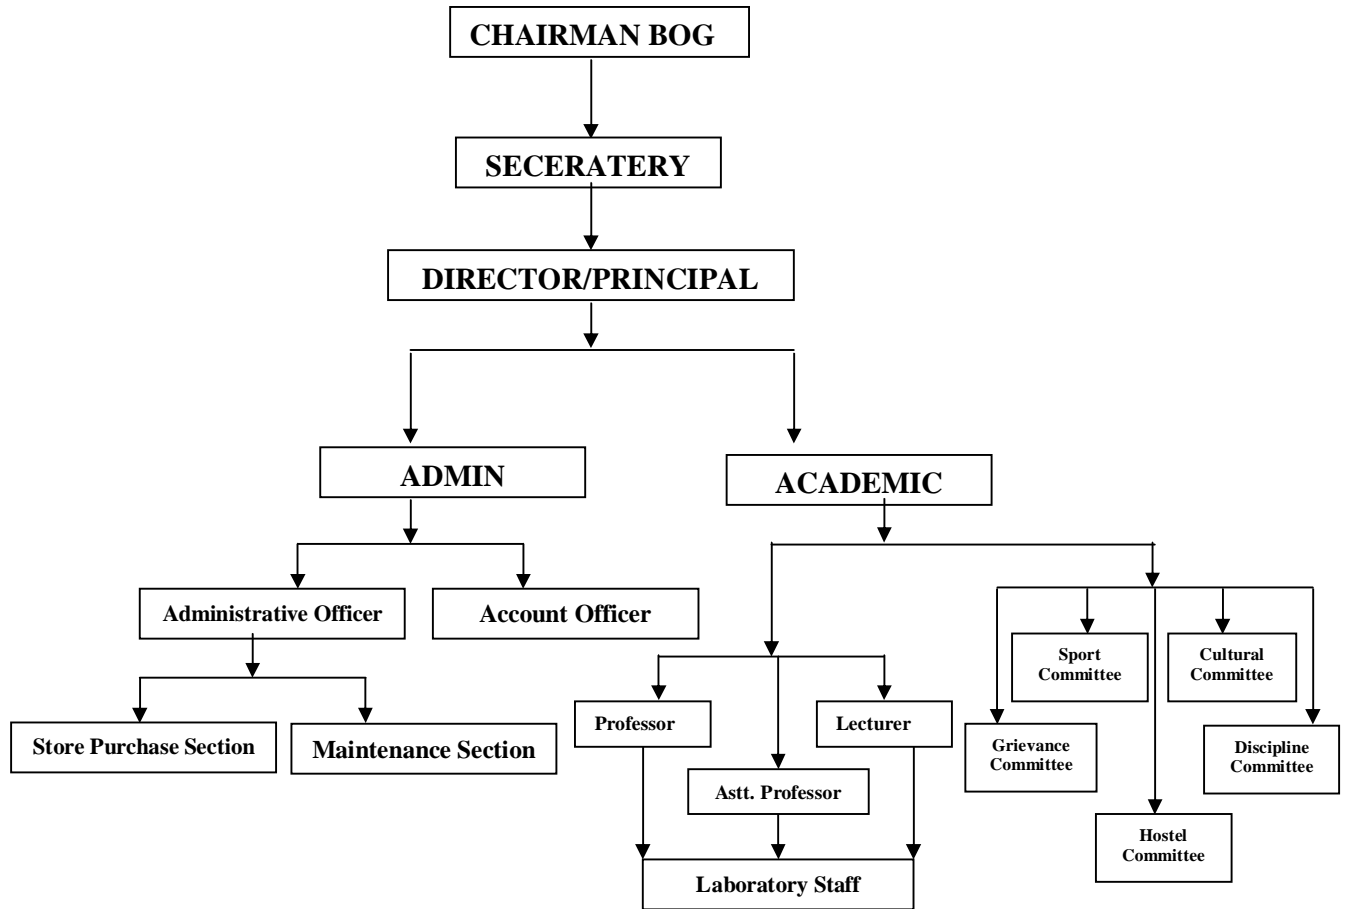 CHAIRMAN BOG
SECERATERY
DIRECTOR/PRINCIPAL
ADMIN
ACADEMIC
Administrative Officer
Account Officer
Sport
Committee
Cultural
Committee
Professor
Lecturer
Store Purchase Section
Maintenance Section
Grievance
Committee
Discipline
Committee
Astt. Professor
Hostel
Committee
Laboratory Staff